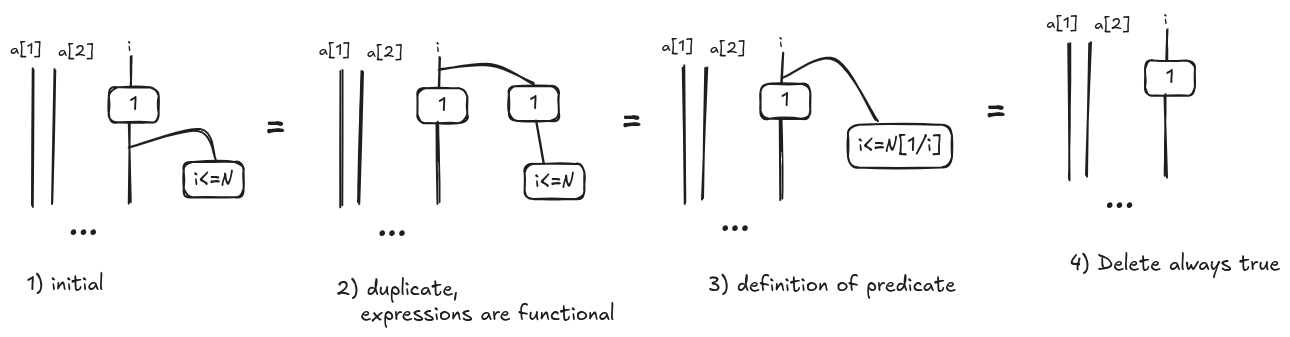 a[1] a[2] i
1
i<=N
...
1) initial
=
a[1] a[2] i
1 1
i<=N
...
2) duplicate,
expressions are functional
=
a[1] a[2] i
1
i<=N[1/i]
...
3) definition of predicate
=
a[1] a[2] i
1
...
4) Delete always true